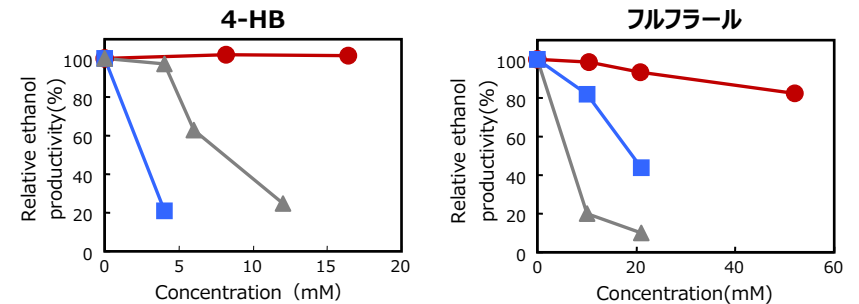 4-HB
Relative ethanol
productivity(%)
100
80
60
40
20
0
0
5
10
15
20
Concentration（mM）
フルフラール
Relative ethanol
productivity(%)
100
80
60
40
20
0
0
20
40
60
Concentration(mM)